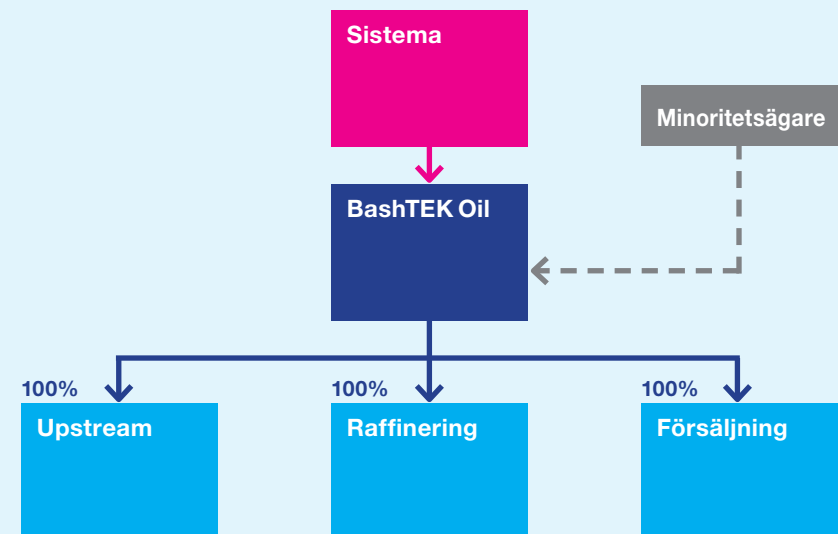 Sistema
Minoritetsägare
BashTEK Oil
100%
100%
100%
Upstream
Raffinering
Försäljning